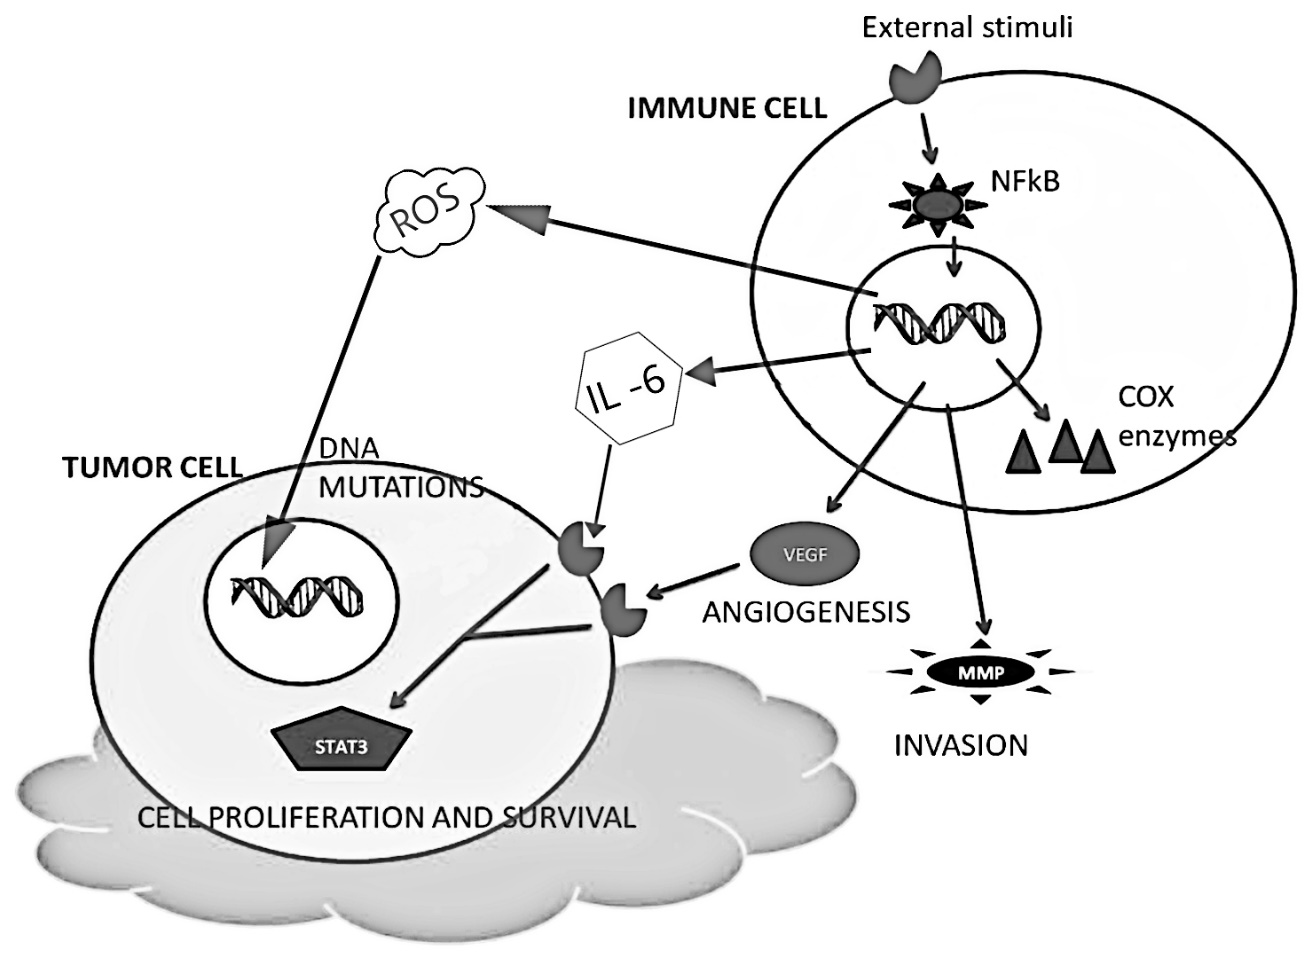 External stimuli
IMMUNE CELL
NFkB
ROS
IL -6
COX
enzymes
DNA
MUTATIONS
TUMOR CELL
VEGF
ANGIOGENESIS
MMP
INVASION
STAT3
CELL PROLIFERATION AND SURVIVAL